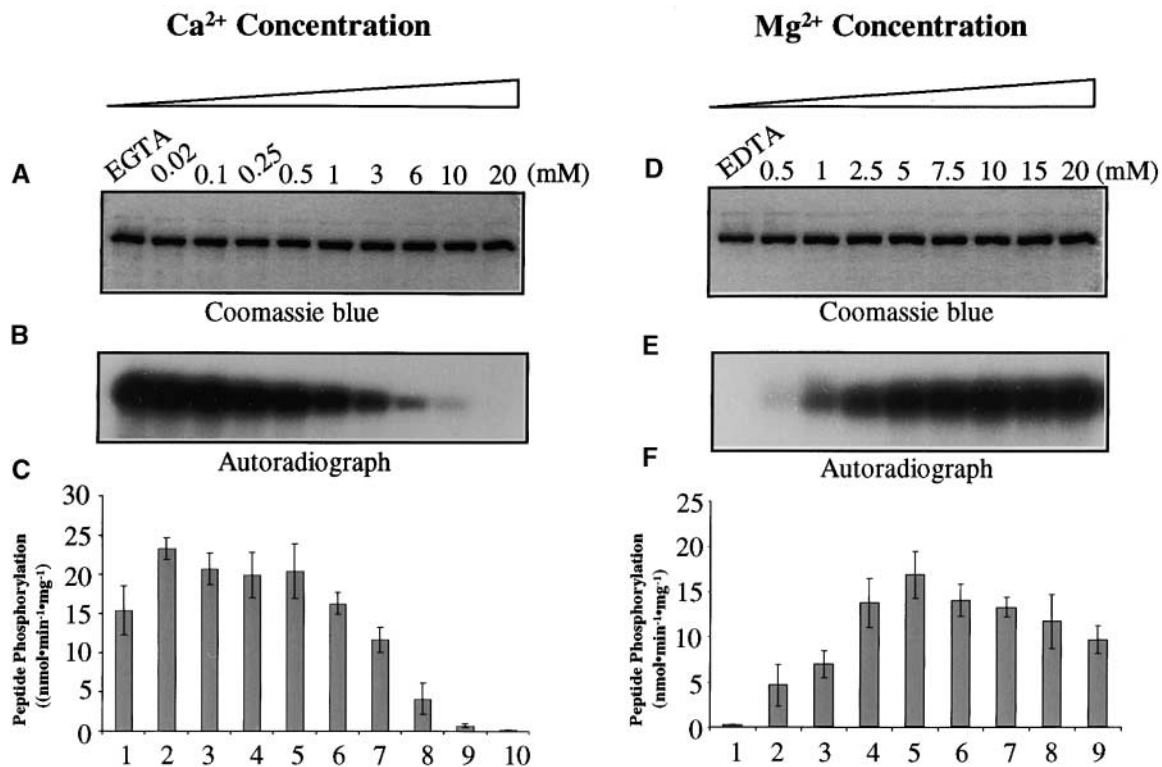 Ca²⁺ Concentration
Mg²⁺ Concentration
A
EGTA 0.02 0.1 0.25 0.5 1 3 6 10 20 (mM)
D
EDTA 0.5 1 2.5 5 7.5 10 15 20 (mM)
Coomassie blue
Coomassie blue
B
E
Autoradiograph
Autoradiograph
C
Peptide Phosphorylation
((nmol•min⁻¹•mg⁻¹)
30
25
20
15
10
5
0
1 2 3 4 5 6 7 8 9 10
F
Peptide Phosphorylation
(nmol•min⁻¹•mg⁻¹)
25
20
15
10
5
0
1 2 3 4 5 6 7 8 9